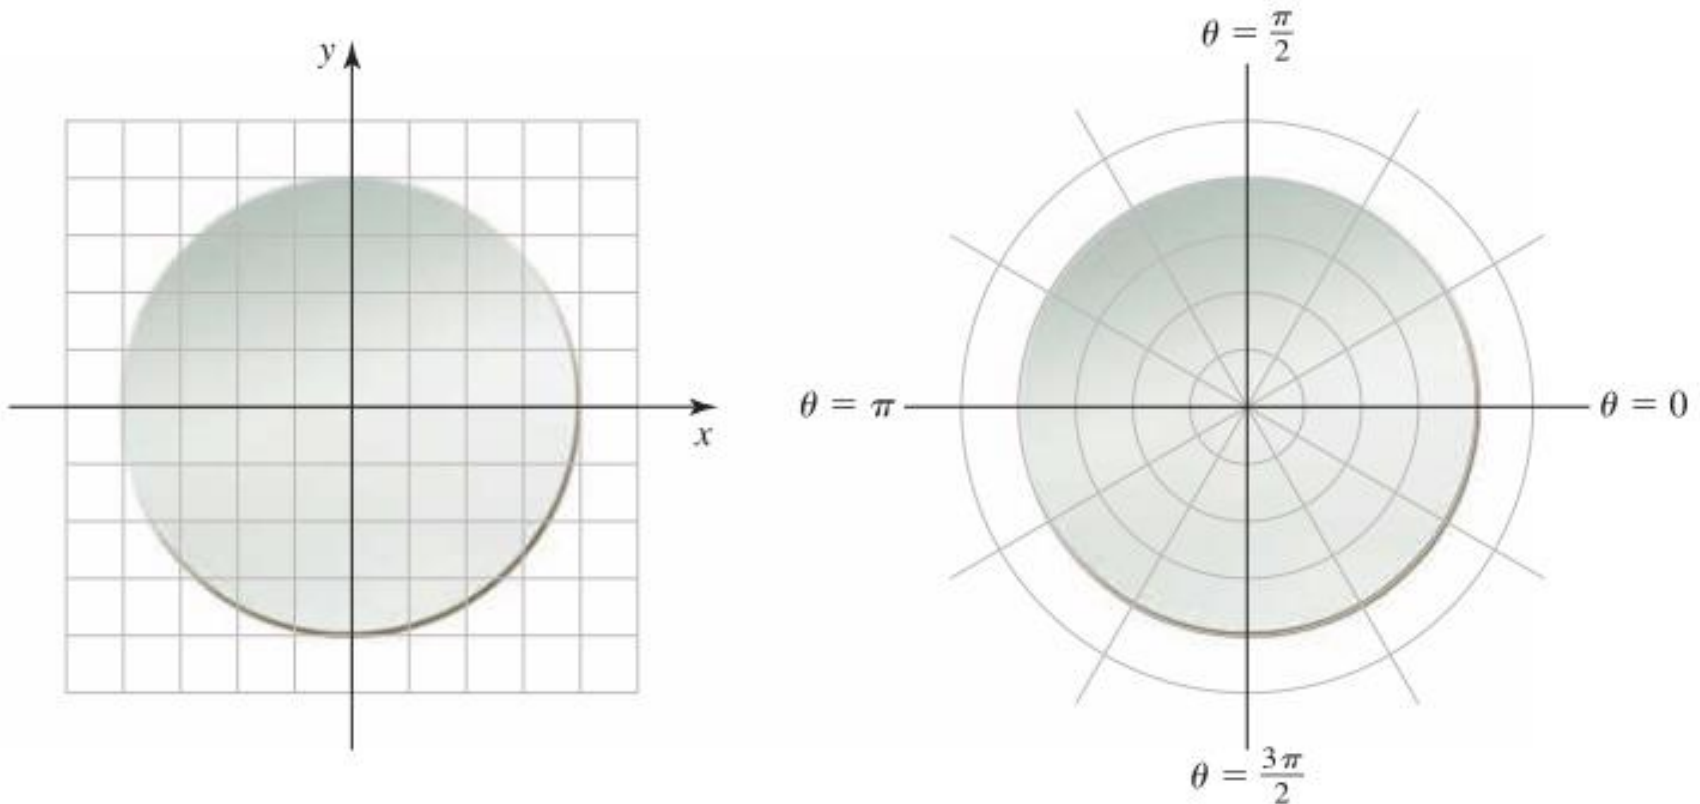 y
x
θ = π/2
θ = π
θ = 0
θ = 3π/2